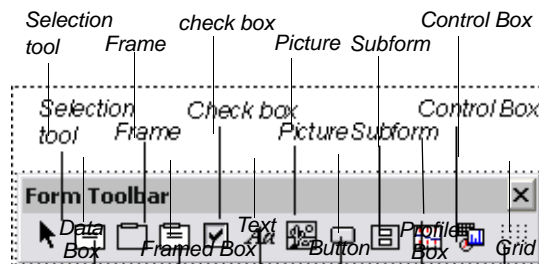 Selection tool Frame check box Picture Subform Control Box
Selection tool Frame Check box Picture Subform Control Box
Form Toolbar
Aa
Data Box Framed Box Text Button Profile Box Grid